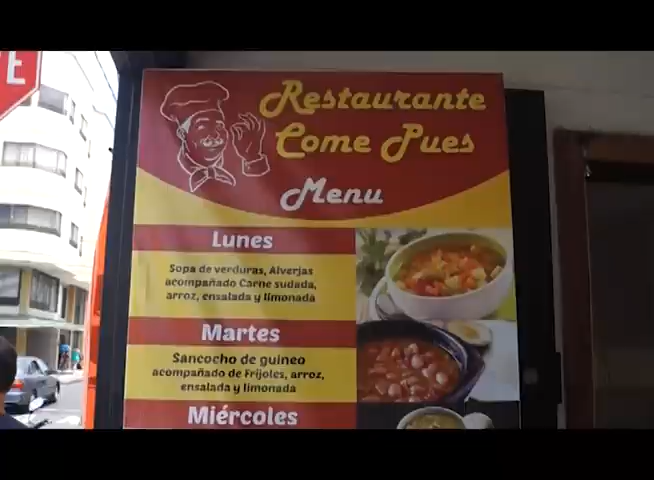 TE
Restaurante
Come Pues
Menu
Lunes
Sopa de verduras, Alverjas
acompañado Carne sudada,
arroz, ensalada y limonada
Martes
Sancocho de guineo
acompañado de Frijoles, arroz,
ensalada y limonada
Miércoles